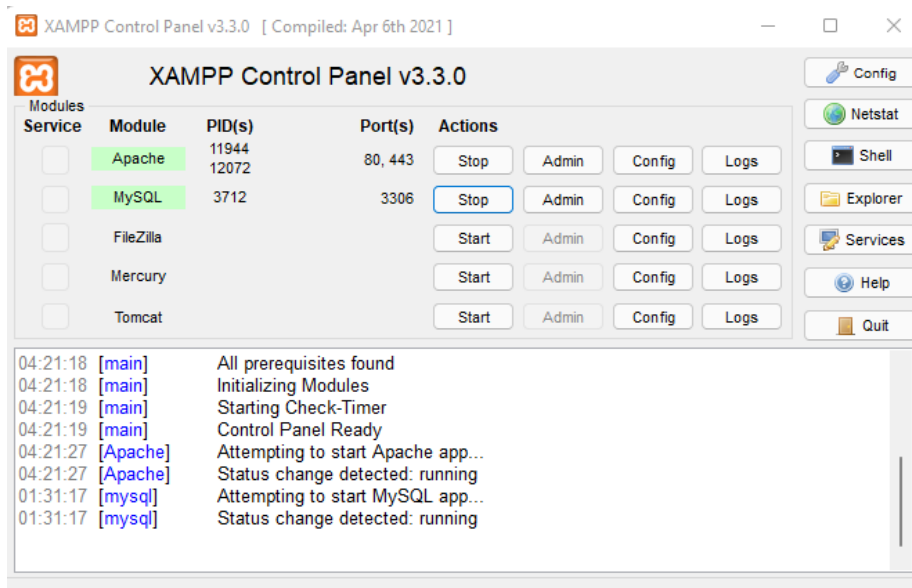 XAMPP Control Panel v3.3.0 [ Compiled: Apr 6th 2021 ]
XAMPP Control Panel v3.3.0
Config
Modules
Service Module PID(s) Port(s) Actions
Netstat
Apache 11944 12072 80, 443 Stop Admin Config Logs
Shell
MySQL 3712 3306 Stop Admin Config Logs
Explorer
FileZilla Start Admin Config Logs
Services
Mercury Start Admin Config Logs
Help
Tomcat Start Admin Config Logs
Quit
04:21:18 [main] All prerequisites found
04:21:18 [main] Initializing Modules
04:21:19 [main] Starting Check-Timer
04:21:19 [main] Control Panel Ready
04:21:27 [Apache] Attempting to start Apache app...
04:21:27 [Apache] Status change detected: running
01:31:17 [mysql] Attempting to start MySQL app...
01:31:17 [mysql] Status change detected: running